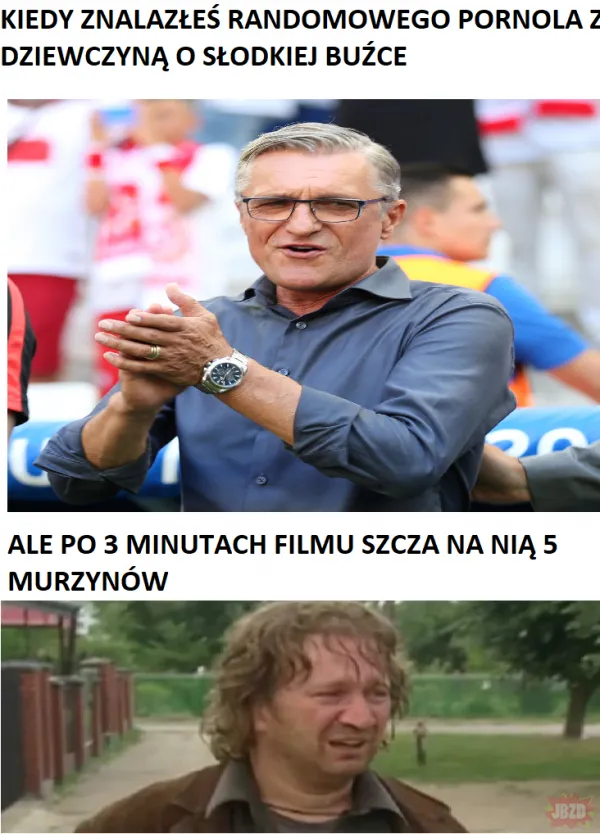 KIEDY ZNALAZŁEŚ RANDOMOWEGO PORNOLA Z
DZIEWCZYNĄ O SŁODKIEJ BUŹCE
ALE PO 3 MINUTACH FILMU SZCZA NA NIĄ 5
MURZYNÓW
JBZD